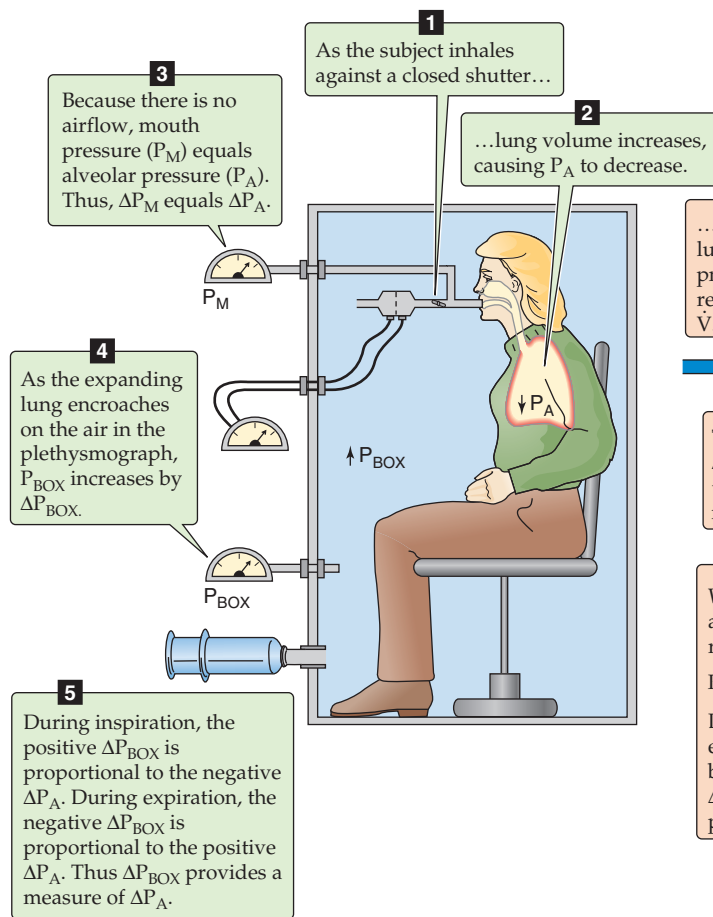 1
As the subject inhales
against a closed shutter…
2
…lung volume increases,
causing P_A to decrease.
3
Because there is no
airflow, mouth
pressure (P_M) equals
alveolar pressure (P_A).
Thus, ΔP_M equals ΔP_A.
P_M
4
As the expanding
lung encroaches
on the air in the
plethysmograph,
P_BOX increases by
ΔP_BOX.
↓ P_A
↑ P_BOX
P_BOX
5
During inspiration, the
positive ΔP_BOX is
proportional to the negative
ΔP_A. During expiration, the
negative ΔP_BOX is
proportional to the positive
ΔP_A. Thus ΔP_BOX provides a
measure of ΔP_A.
…
lu
pr
re
V̇